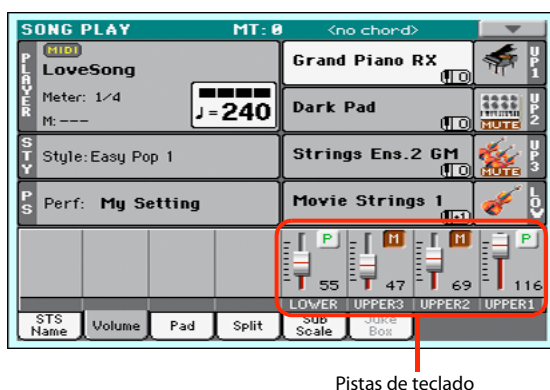 SONG PLAY MT: 0 <no chord>
PLAYER
MIDI
LoveSong
Meter: 1/4
M: ---
♩=240
Grand Piano RX
0
UP1
Dark Pad
0
MUTE
UP2
STY
Style: Easy Pop 1
Strings Ens.2 GM
0
MUTE
UP3
PS
Perf: My Setting
Movie Strings 1
LOW
P 55
M 47
M 69
P 116
LOWER UPPER3 UPPER2 UPPER1
STS Name
Volume
Pad
Split
Sub Scale
Juke Box
Pistas de teclado